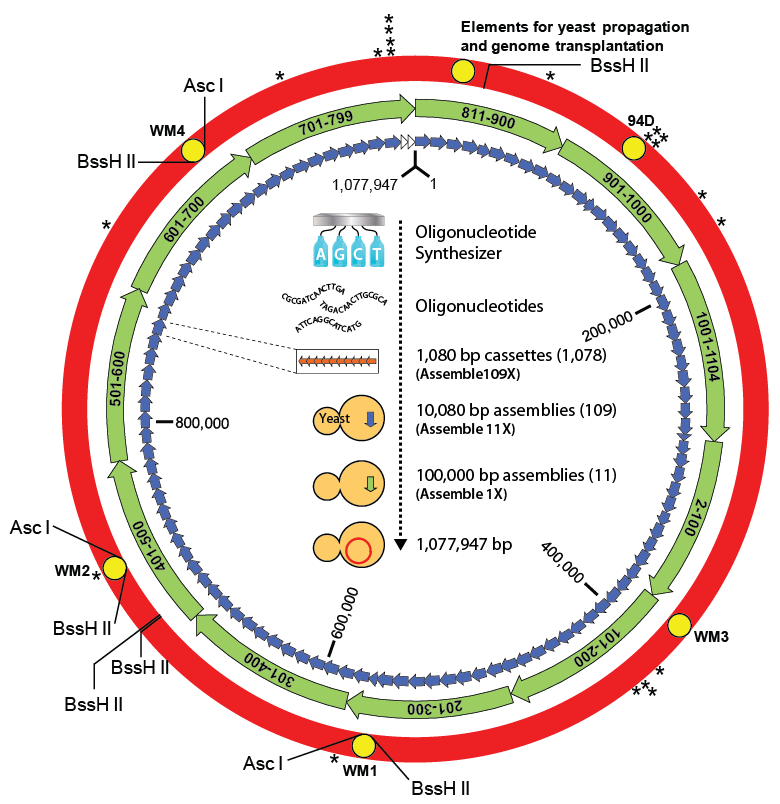 Elements for yeast propagation
and genome transplantation
BssH II
*
*
*
*
*
*
*
Asc I
WM4
BssH II
701-799
811-900
94D
*
*
*
*
601-700
901-1000
*
*
*
1,077,947
1
A G C T
Oligonucleotide
Synthesizer
CGCGATCAACTTGA
TAGACAACTTGCGCA
ATTCAGGCATCATG
Oligonucleotides
200,000
1001-1104
501-600
1,080 bp cassettes (1,078)
(Assemble109X)
800,000
Yeast
10,080 bp assemblies (109)
(Assemble 11X)
100,000 bp assemblies (11)
(Assemble 1X)
2-100
401-500
Asc I
WM2
*
1,077,947 bp
400,000
600,000
BssH II
BssH II
BssH II
WM3
101-200
301-400
201-300
*
*
*
*
Asc I
*
WM1
BssH II